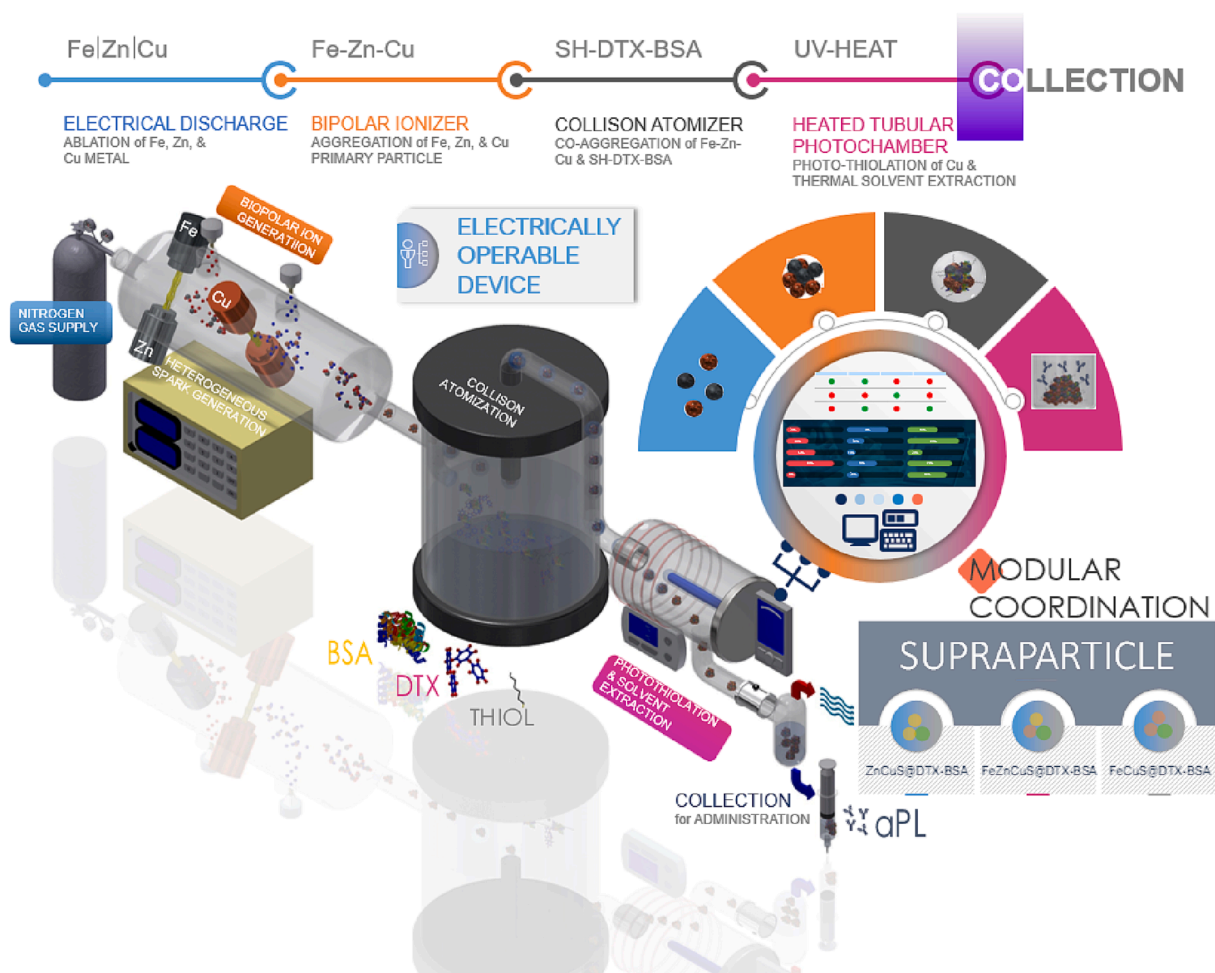 Fe|Zn|Cu
Fe-Zn-Cu
SH-DTX-BSA
UV-HEAT
COLLECTION
ELECTRICAL DISCHARGE
ABLATION of Fe, Zn, &
Cu METAL
BIPOLAR IONIZER
AGGREGATION of Fe, Zn, & Cu
PRIMARY PARTICLE
COLLISON ATOMIZER
CO-AGGREGATION of Fe-Zn-
Cu & SH-DTX-BSA
HEATED TUBULAR
PHOTOCHAMBER
PHOTO-THIOLATION of Cu &
THERMAL SOLVENT EXTRACTION
BIOPOLAR ION
GENERATIION
ELECTRICALLY
OPERABLE
DEVICE
NITROGEN
GAS SUPPLY
Fe
Zn
Cu
HETEROGENEOUS
SPARK GENERATION
COLLISON
ATOMIZATION
BSA
DTX
THIOL
PHOTOTHIOLATION
& SOLVENT
EXTRACTION
MODULAR
COORDINATION
SUPRAPARTICLE
ZnCuS@DTX-BSA
FeZnCuS@DTX-BSA
FeCuS@DTX-BSA
COLLECTION
for ADMINISTRATION
aPL